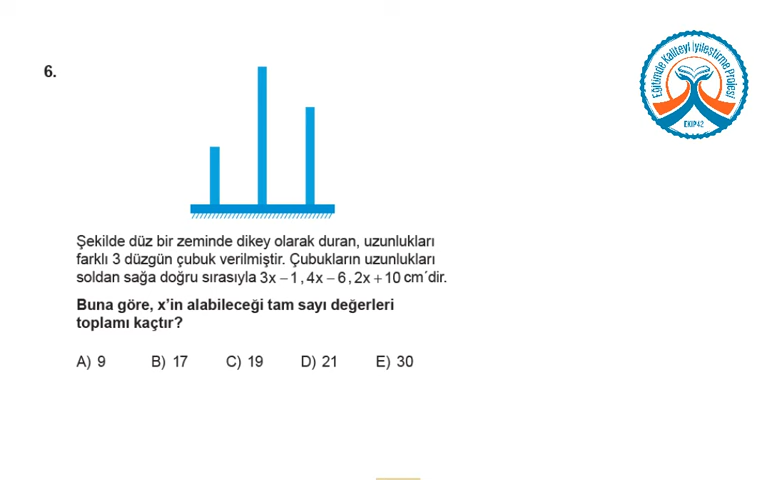 Eğitimde Kaliteyi İyileştirme Projesi
EKIP42
6.
Şekilde düz bir zeminde dikey olarak duran, uzunlukları
farklı 3 düzgün çubuk verilmiştir. Çubukların uzunlukları
soldan sağa doğru sırasıyla 3x – 1 , 4x – 6 , 2x + 10 cm´dir.
Buna göre, x’in alabileceği tam sayı değerleri
toplamı kaçtır?
A) 9 B) 17 C) 19 D) 21 E) 30